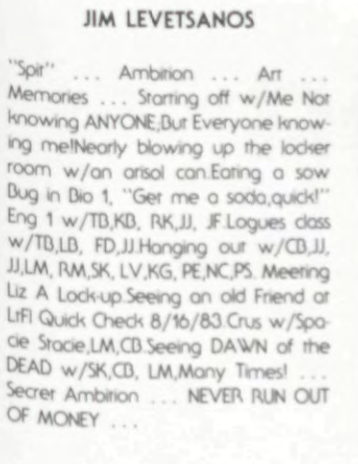 JIM LEVETSANOS
"Spit" ... Ambition ... Art ...
Memories ... Starting off w/Me Not
knowing ANYONE,But Everyone know-
ing me!Nearly blowing up the locker
room w/an arisol can.Eating a sow
Bug in Bio 1, "Get me a soda,quick!"
Eng 1 w/TB,KB, RK,JJ, JF.Logues class
w/TB,LB, FD,JJ.Hanging out w/CB,JJ,
JJ,LM, RM,SK, LV,KG, PE,NC,PS. Meeting
Liz A Lock-up.Seeing an old Friend at
LtFl Quick Check 8/16/83.Crus w/Spa-
cie Stacie,LM,CB.Seeing DAWN of the
DEAD w/SK,CB, LM,Many Times! ...
Secret Ambition ... NEVER RUN OUT
OF MONEY ...